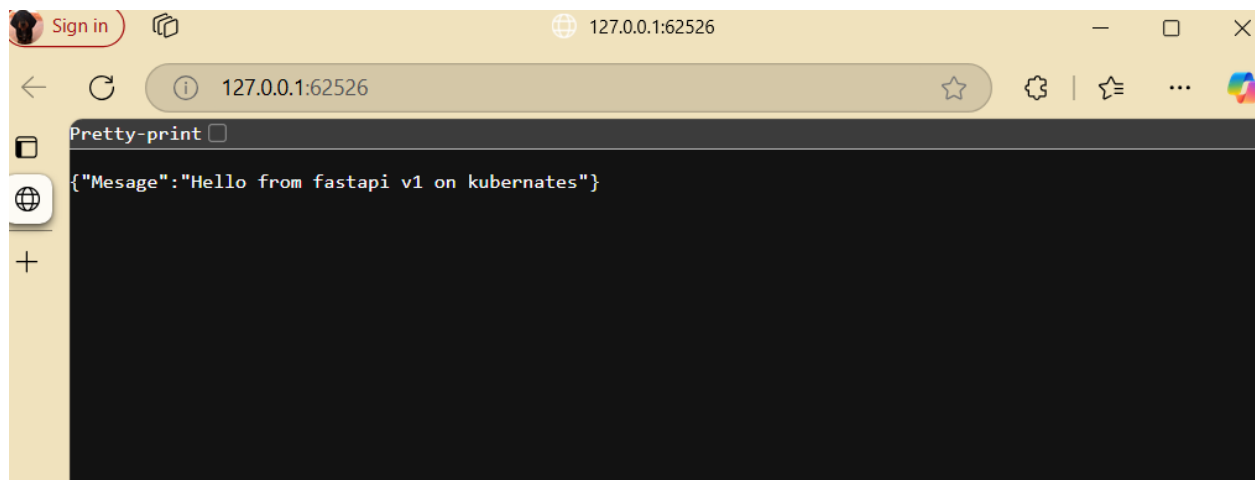 Sign in
127.0.0.1:62526
127.0.0.1:62526
Pretty-print
{"Mesage":"Hello from fastapi v1 on kubernates"}